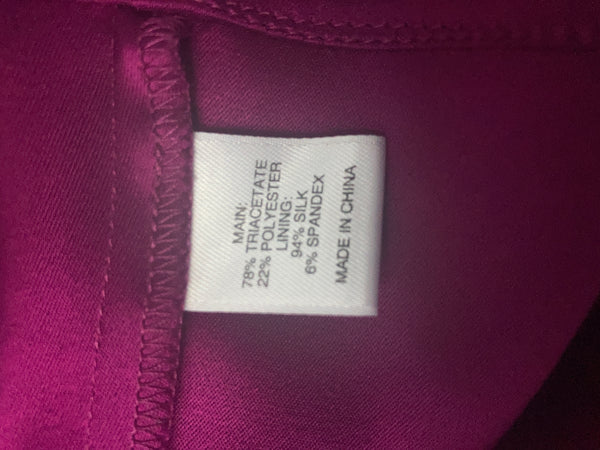 MAIN:
78% TRIACETATE
22% POLYESTER
LINING:
94% SILK
6% SPANDEX
MADE IN CHINA